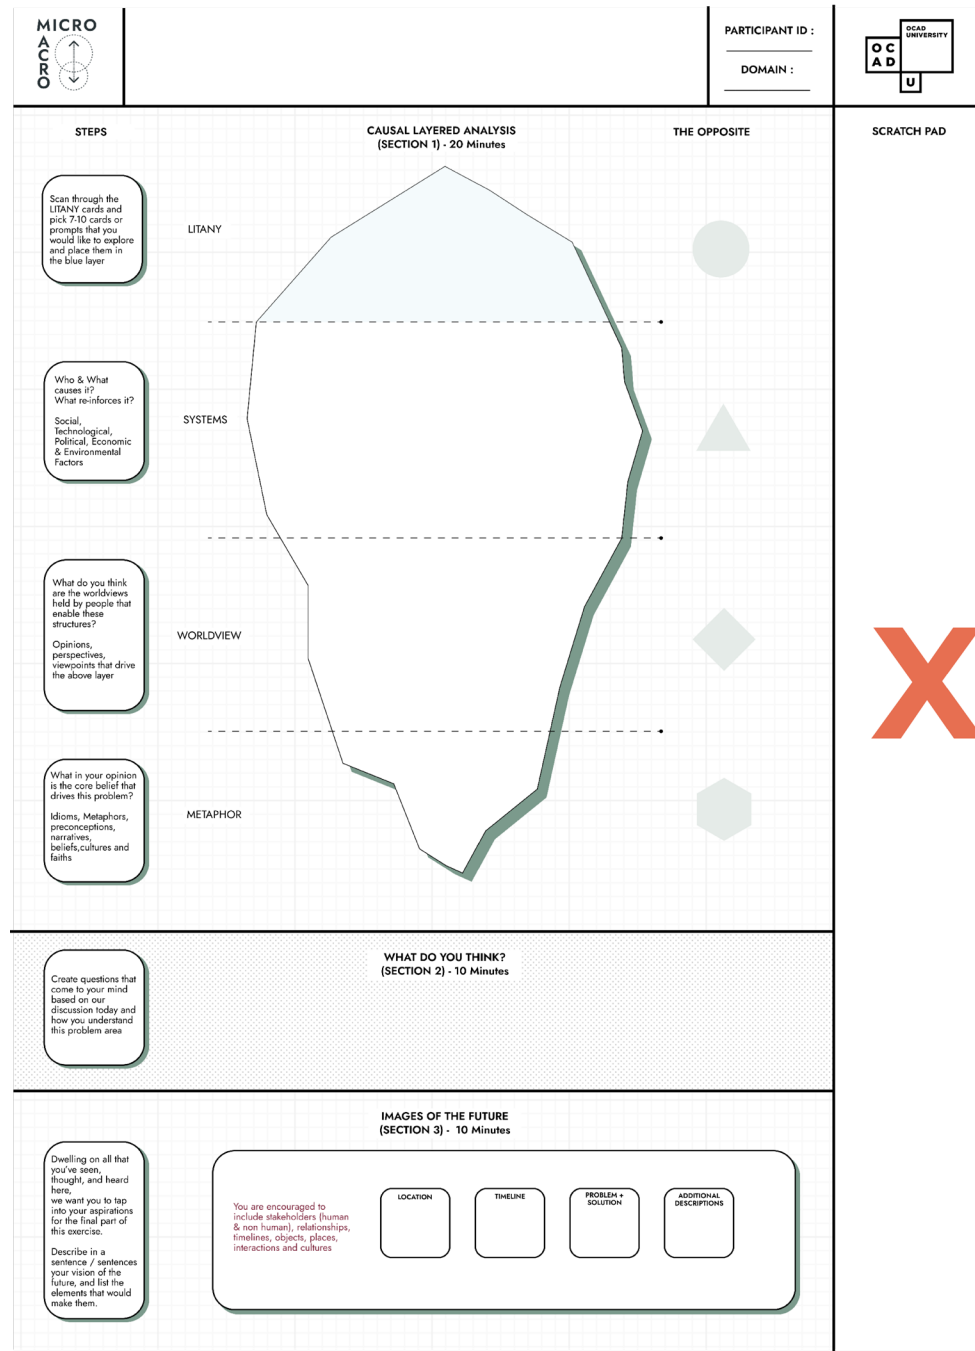 MICRO
MACRO
PARTICIPANT ID :
DOMAIN :
OCAD
UNIVERSITY
OC
AD
U
STEPS
CAUSAL LAYERED ANALYSIS
(SECTION 1) - 20 Minutes
THE OPPOSITE
SCRATCH PAD
Scan through the
LITANY cards and
pick 7-10 cards or
prompts that you
would like to explore
and place them in
the blue layer
LITANY
Who & What
causes it?
What re-inforces it?
Social,
Technological,
Political, Economic
& Environmental
Factors
SYSTEMS
What do you think
are the worldviews
held by people that
enable these
structures?
Opinions,
perspectives,
viewpoints that drive
the above layer
WORLDVIEW
X
What in your opinion
is the core belief that
drives this problem?
Idioms, Metaphors,
preconceptions,
narratives,
beliefs,cultures and
faiths
METAPHOR
WHAT DO YOU THINK?
(SECTION 2) - 10 Minutes
Create questions that
come to your mind
based on our
discussion today and
how you understand
this problem area
IMAGES OF THE FUTURE
(SECTION 3) - 10 Minutes
Dwelling on all that
you've seen,
thought, and heard
here,
we want you to tap
into your aspirations
for the final part of
this exercise.
Describe in a
sentence / sentences
your vision of the
future, and list the
elements that would
make them.
You are encouraged to
include stakeholders (human
& non human), relationships,
timelines, objects, places,
interactions and cultures
LOCATION
TIMELINE
PROBLEM +
SOLUTION
ADDITIONAL
DESCRIPTIONS